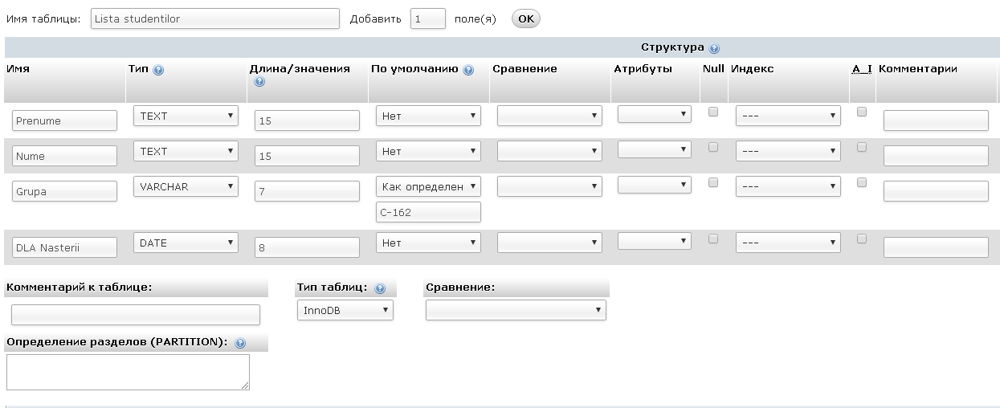 Имя таблицы: Lista studentilor Добавить 1 поле(я) OK
Структура
Имя Тип Длина/значения По умолчанию Сравнение Атрибуты Null Индекс A_I Комментарии
Prenume TEXT 15 Нет ---
Nume TEXT 15 Нет ---
Grupa VARCHAR 7 Как определен ---
C-162
DLA Nasterii DATE 8 Нет ---
Комментарий к таблице: Тип таблиц: Сравнение:
InnoDB
Определение разделов (PARTITION):